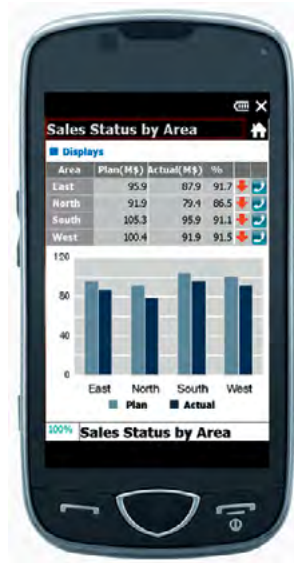 Sales Status by Area
Displays
Area Plan(M$) Actual(M$) %
East 95.9 87.9 91.7
North 91.9 79.4 86.5
South 105.3 95.9 91.1
West 100.4 91.9 91.5
120
80
40
0
East North South West
Plan Actual
100% Sales Status by Area